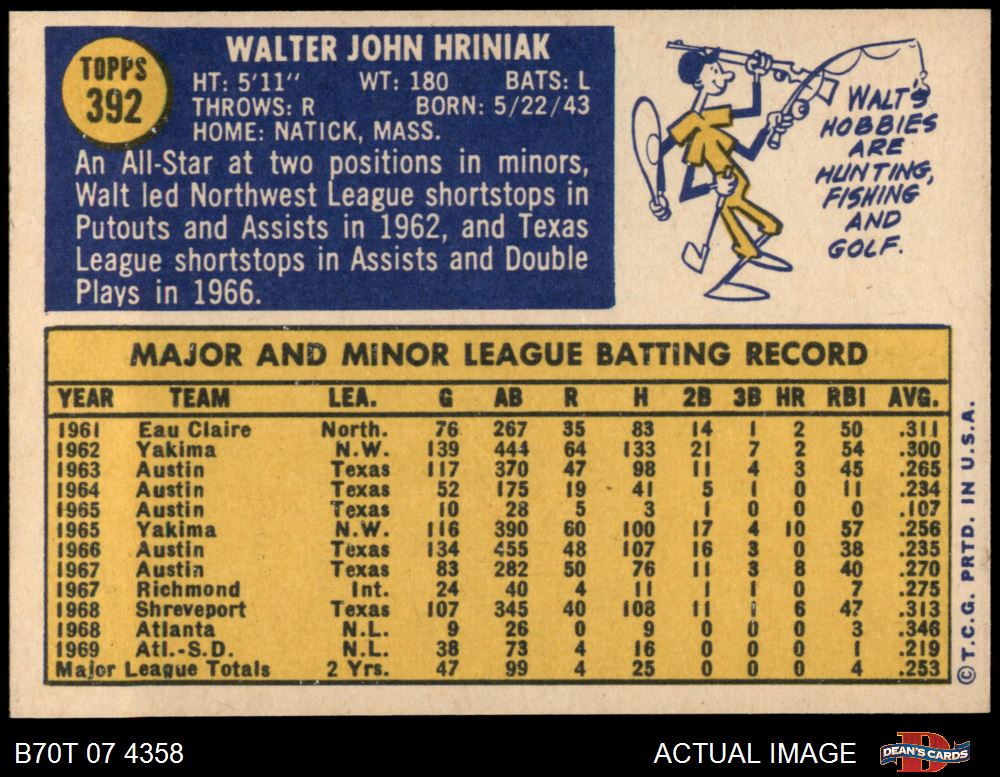 TOPPS
392
WALTER JOHN HRINIAK
HT: 5'11" WT: 180 BATS: L
THROWS: R BORN: 5/22/43
HOME: NATICK, MASS.
An All-Star at two positions in minors,
Walt led Northwest League shortstops in
Putouts and Assists in 1962, and Texas
League shortstops in Assists and Double
Plays in 1966.
WALT'S
HOBBIES
ARE
HUNTING,
FISHING
AND
GOLF.
MAJOR AND MINOR LEAGUE BATTING RECORD
YEAR TEAM LEA. G AB R H 2B 3B HR RBI AVG.
1961 Eau Claire North. 76 267 35 83 14 1 2 50 .311
1962 Yakima N.W. 139 444 64 133 21 7 2 54 .300
1963 Austin Texas 117 370 47 98 11 4 3 45 .265
1964 Austin Texas 52 175 19 41 5 1 0 11 .234
1965 Austin Texas 10 28 5 3 1 0 0 0 .107
1965 Yakima N.W. 116 390 60 100 17 4 10 57 .256
1966 Austin Texas 134 455 48 107 16 3 0 38 .235
1967 Austin Texas 83 282 50 76 11 3 8 40 .270
1967 Richmond Int. 24 40 4 11 1 1 0 7 .275
1968 Shreveport Texas 107 345 40 108 11 1 6 47 .313
1968 Atlanta N.L. 9 26 0 9 0 0 0 3 .346
1969 Atl.-S.D. N.L. 38 73 4 16 0 0 0 1 .219
Major League Totals 2 Yrs. 47 99 4 25 0 0 0 4 .253
© T.C.G. PRTD. IN U.S.A.
B70T 07 4358 ACTUAL IMAGE
D
DEAN'S CARDS